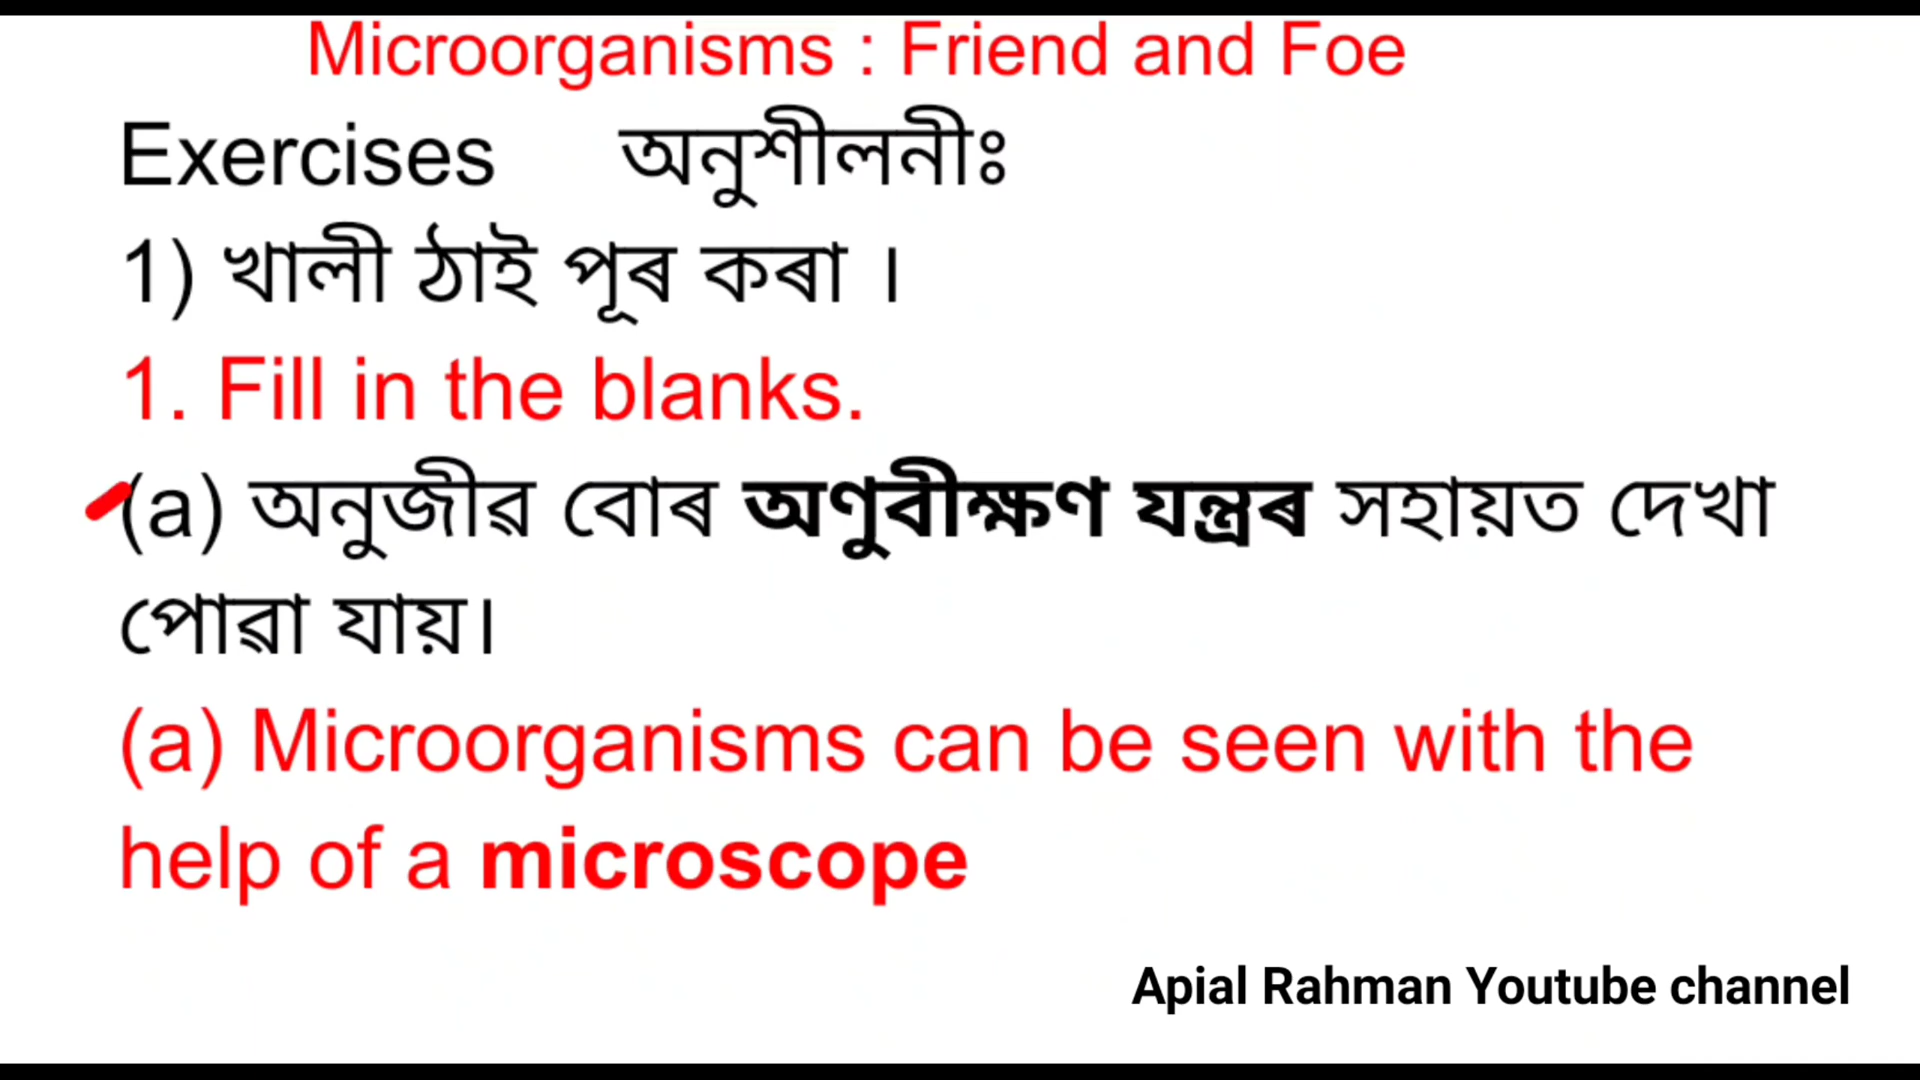 Microorganisms : Friend and Foe
Exercises অনুশীলনীঃ
1) খালী ঠাই পূৰ কৰা ।
1. Fill in the blanks.
(a) অনুজীৱ বোৰ অণুবীক্ষণ যন্ত্ৰৰ সহায়ত দেখা
পোৱা যায়।
(a) Microorganisms can be seen with the
help of a microscope
Apial Rahman Youtube channel